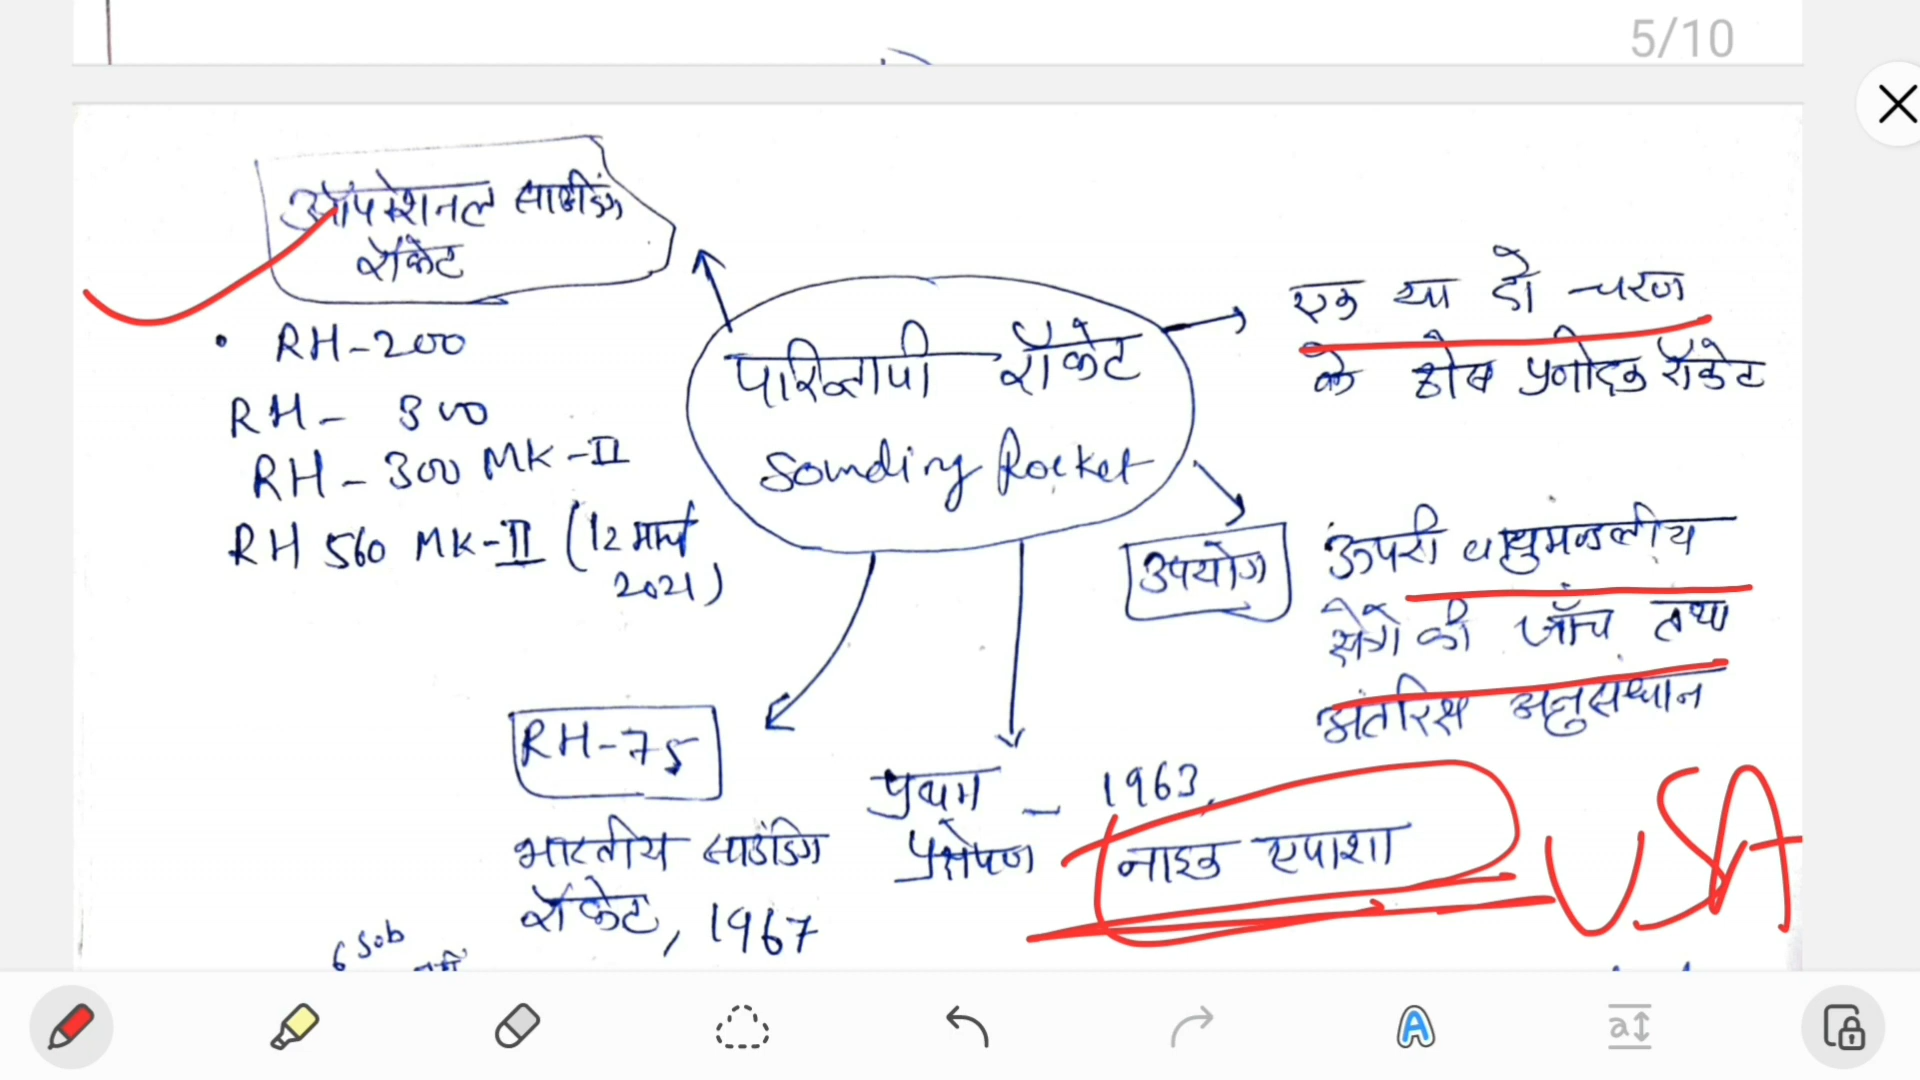 5/10
ऑपरेशनल साउंडिंग
रॉकेट
• RH-200
RH- 300
RH-300 MK-II
RH 560 MK-II (12 मार्च
2021)
परिज्ञापी रॉकेट
Sounding Rocket
एक या दो चरण
के ठोस प्रणोदक रॉकेट
उपयोग
ऊपरी वायुमण्डलीय
क्षेत्रों की जाँच तथा
अंतरिक्ष अनुसंधान
RH-75
भारतीय साउंडिंग
रॉकेट, 1967
प्रथम - 1963,
प्रक्षेपण नाइक एपाशा
USA